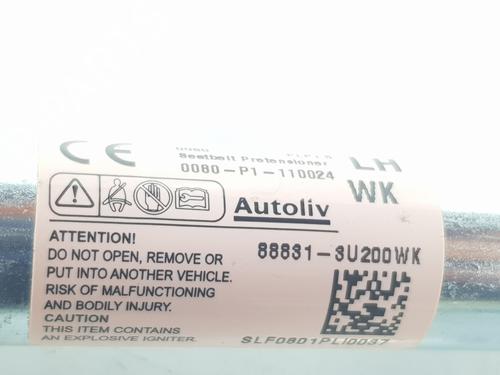 CE
Seatbelt Pretensioner
LH
0080-P1-110024
WK
Autoliv
ATTENTION!
DO NOT OPEN, REMOVE OR
PUT INTO ANOTHER VEHICLE.
RISK OF MALFUNCTIONING
AND BODILY INJURY.
CAUTION
THIS ITEM CONTAINS
AN EXPLOSIVE IGNITER.
88831-3U200WK
SLF0801PLI0037